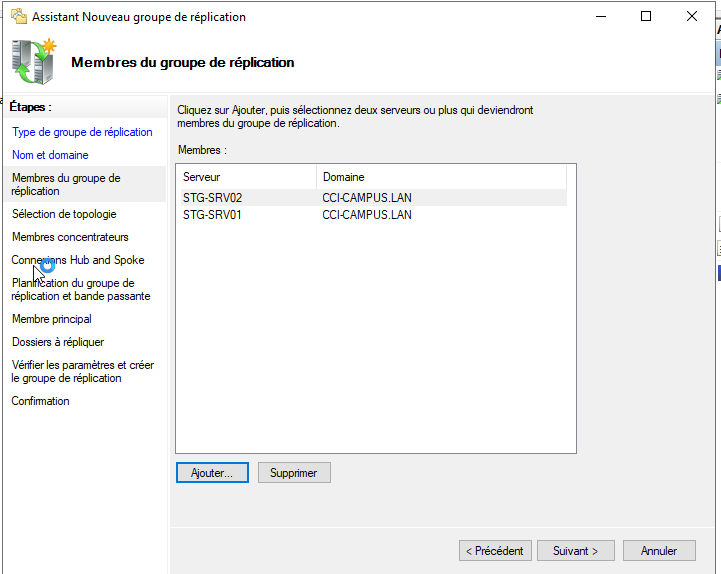 Assistant Nouveau groupe de réplication
Membres du groupe de réplication
Étapes :
Type de groupe de réplication
Nom et domaine
Membres du groupe de
réplication
Sélection de topologie
Membres concentrateurs
Connexions Hub and Spoke
Planification du groupe de
réplication et bande passante
Membre principal
Dossiers à répliquer
Vérifier les paramètres et créer
le groupe de réplication
Confirmation
Cliquez sur Ajouter, puis sélectionnez deux serveurs ou plus qui deviendront
membres du groupe de réplication.
Membres :
Serveur Domaine
STG-SRV02 CCI-CAMPUS.LAN
STG-SRV01 CCI-CAMPUS.LAN
Ajouter... Supprimer
< Précédent Suivant > Annuler